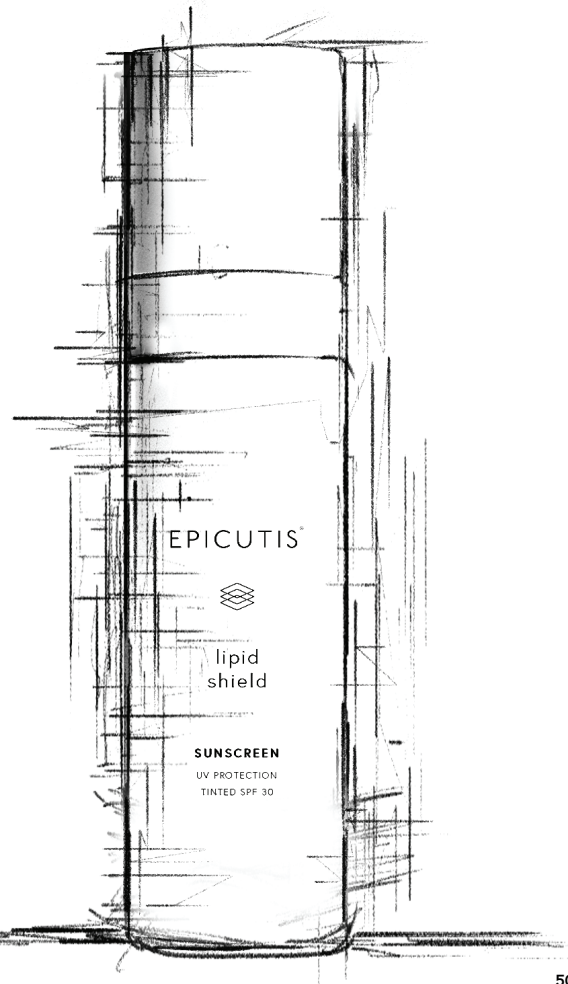 EPICUTIS®
lipid
shield
SUNSCREEN
UV PROTECTION
TINTED SPF 30